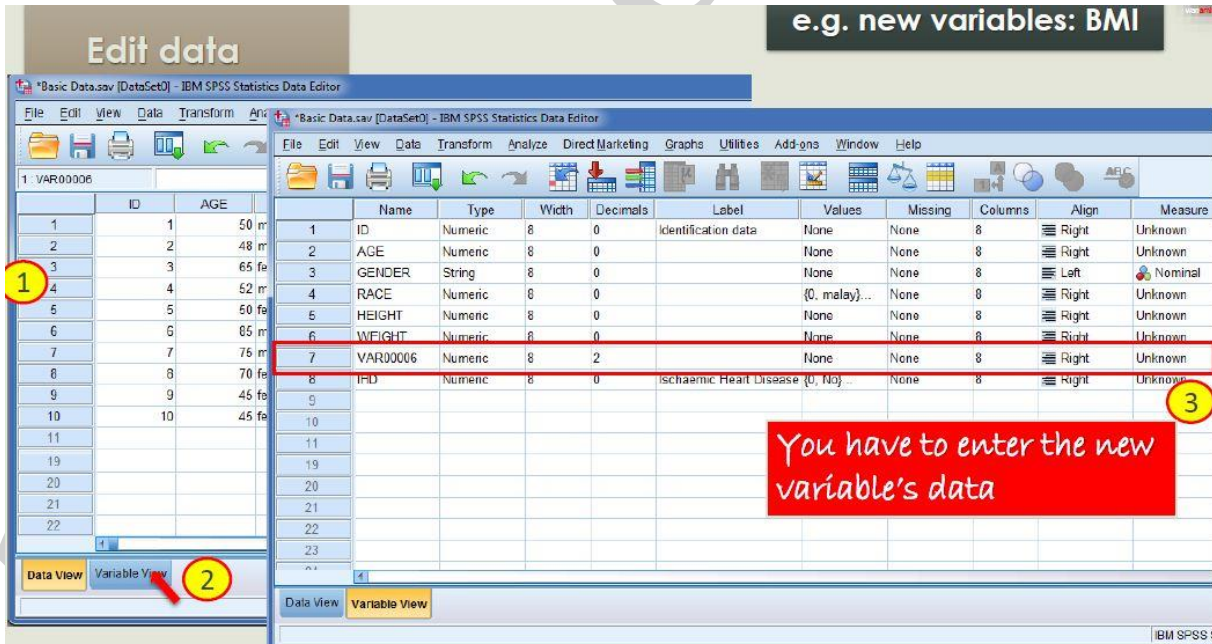 Edit data
e.g. new variables: BMI
*Basic Data.sav [DataSet0] - IBM SPSS Statistics Data Editor
File Edit View Data Transform
1 : VAR00006
ID AGE
1 1 50
2 2 48
3 3 65
4 4 52
5 5 50
6 6 85
7 7 75
8 8 70
9 9 45
10 10 45
11
19
20
21
22
1
Data View Variable View
2
*Basic Data.sav [DataSet0] - IBM SPSS Statistics Data Editor
File Edit View Data Transform Analyze Direct Marketing Graphs Utilities Add-ons Window Help
Name Type Width Decimals Label Values Missing Columns Align Measure
1 ID Numeric 8 0 Identification data None None 8 Right Unknown
2 AGE Numeric 8 0 None None 8 Right Unknown
3 GENDER String 8 0 None None 8 Left Nominal
4 RACE Numeric 8 0 {0, malay}... None 8 Right Unknown
5 HEIGHT Numeric 8 0 None None 8 Right Unknown
6 WEIGHT Numeric 8 0 None None 8 Right Unknown
7 VAR00006 Numeric 8 2 None None 8 Right Unknown
8 IHD Numeric 8 0 Ischaemic Heart Disease {0, No}... None 8 Right Unknown
9
10
11
19
20
21
22
23
3
You have to enter the new
variable's data
Data View Variable View
IBM SPSS